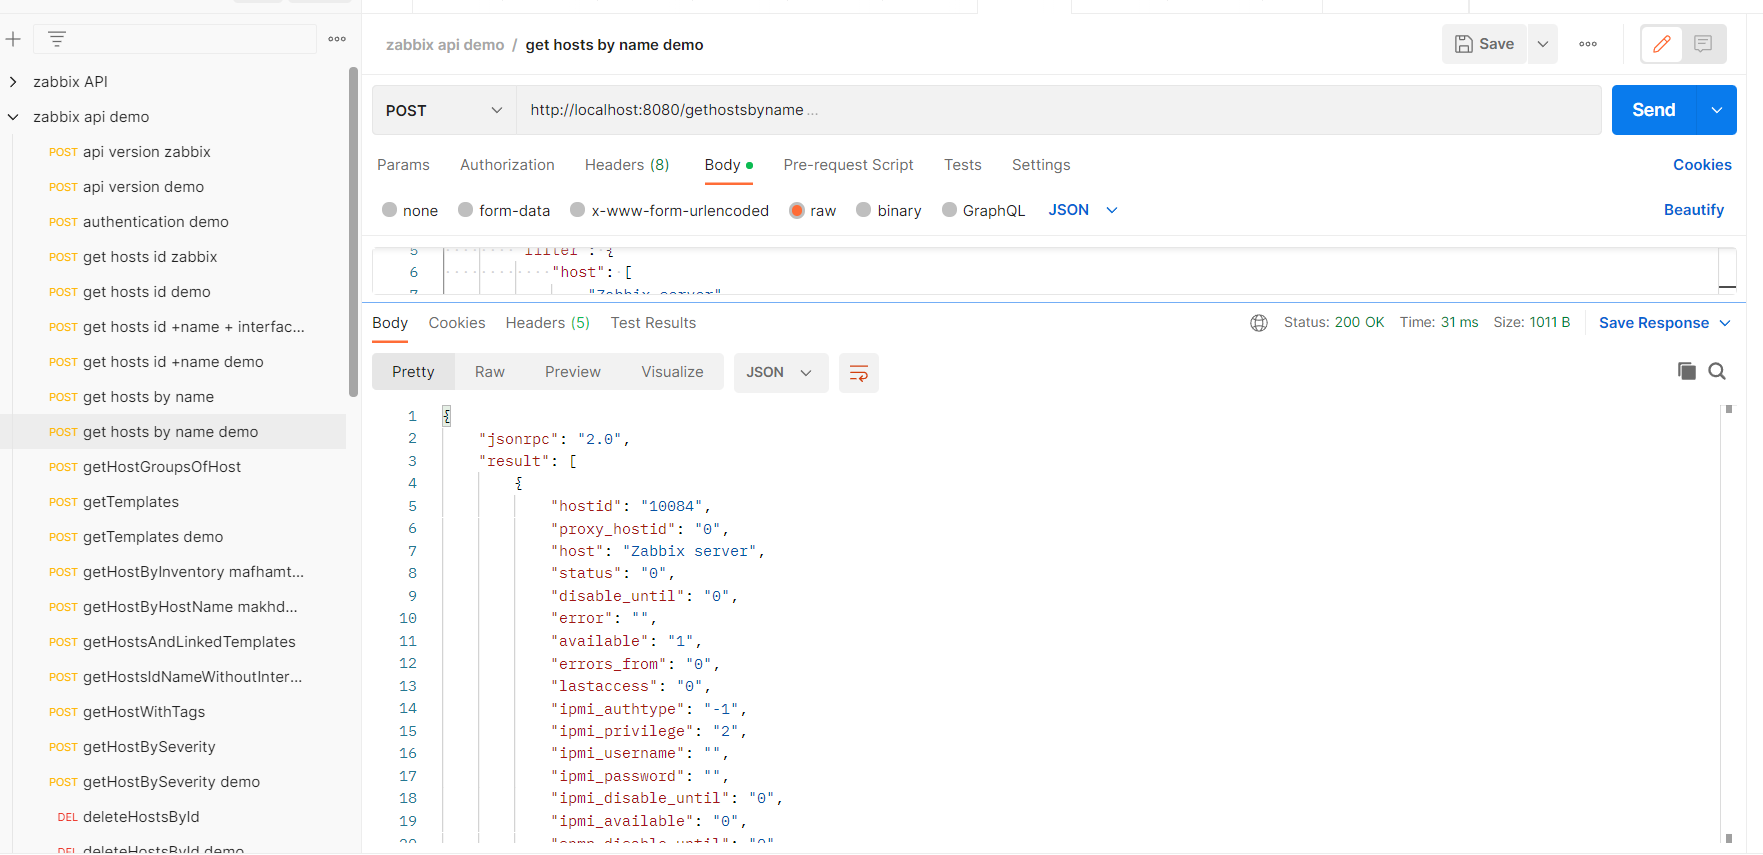 zabbix API
zabbix api demo
POST api version zabbix
POST api version demo
POST authentication demo
POST get hosts id zabbix
POST get hosts id demo
POST get hosts id +name + interfac...
POST get hosts id +name demo
POST get hosts by name
POST get hosts by name demo
POST getHostGroupsOfHost
POST getTemplates
POST getTemplates demo
POST getHostByInventory mafhamt...
POST getHostByHostName makhd...
POST getHostsAndLinkedTemplates
POST getHostsIdNameWithoutInter...
POST getHostWithTags
POST getHostBySeverity
POST getHostBySeverity demo
DEL deleteHostsById
DEL deleteHostsById demo
zabbix api demo / get hosts by name demo
Save
POST http://localhost:8080/gethostsbyname ...
Send
Params Authorization Headers (8) Body Pre-request Script Tests Settings Cookies
none form-data x-www-form-urlencoded raw binary GraphQL JSON Beautify
5 filter : {
6 "host": [
7 "Zabbix server"
Body Cookies Headers (5) Test Results Status: 200 OK Time: 31 ms Size: 1011 B Save Response
Pretty Raw Preview Visualize JSON
1 {
2 "jsonrpc": "2.0",
3 "result": [
4 {
5 "hostid": "10084",
6 "proxy_hostid": "0",
7 "host": "Zabbix server",
8 "status": "0",
9 "disable_until": "0",
10 "error": "",
11 "available": "1",
12 "errors_from": "0",
13 "lastaccess": "0",
14 "ipmi_authtype": "-1",
15 "ipmi_privilege": "2",
16 "ipmi_username": "",
17 "ipmi_password": "",
18 "ipmi_disable_until": "0",
19 "ipmi_available": "0",
20 "snmp_disable_until": "0"